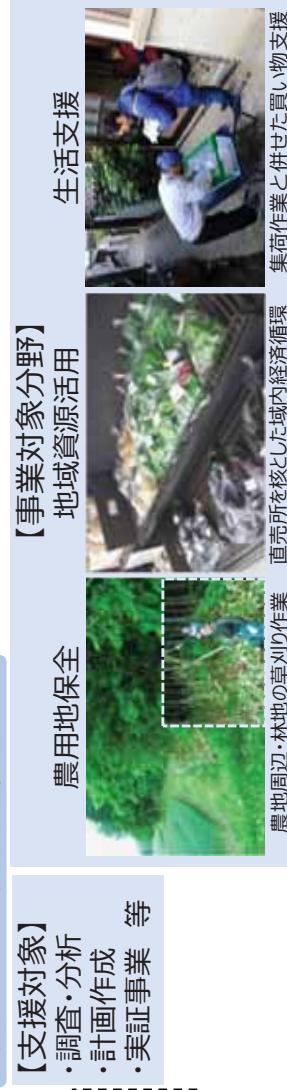 【支援対象】
・調査・分析
・計画作成
・実証事業　等
【事業対象分野】
農用地保全
地域資源活用
生活支援
農地周辺・林地の草刈り作業
直売所を核とした域内経済循環
集荷作業と併せた買い物支援